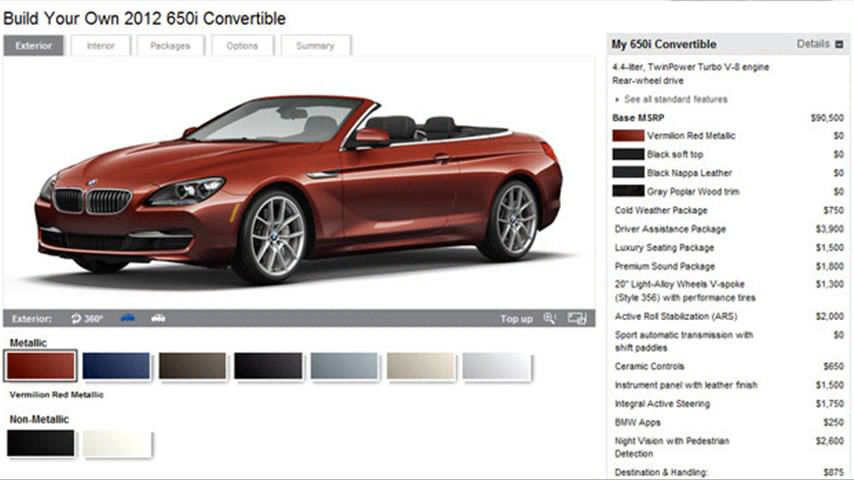 Build Your Own 2012 650i Convertible
Exterior
Interior
Packages
Options
Summary
My 650i Convertible
Details
4.4-liter, TwinPower Turbo V-8 engine
Rear-wheel drive
See all standard features
Base MSRP $90,500
Vermilion Red Metallic $0
Black soft top $0
Black Nappa Leather $0
Gray Poplar Wood trim $0
Cold Weather Package $750
Driver Assistance Package $3,900
Luxury Seating Package $1,500
Premium Sound Package $1,800
20" Light-Alloy Wheels V-spoke $1,300
(Style 356) with performance tires
Active Roll Stabilization (ARS) $2,000
Sport automatic transmission with $0
shift paddles
Ceramic Controls $650
Instrument panel with leather finish $1,500
Integral Active Steering $1,750
BMW Apps $250
Night Vision with Pedestrian $2,600
Detection
Destination & Handling: $875
Exterior:
360°
Top up
Metallic
Vermilion Red Metallic
Non-Metallic